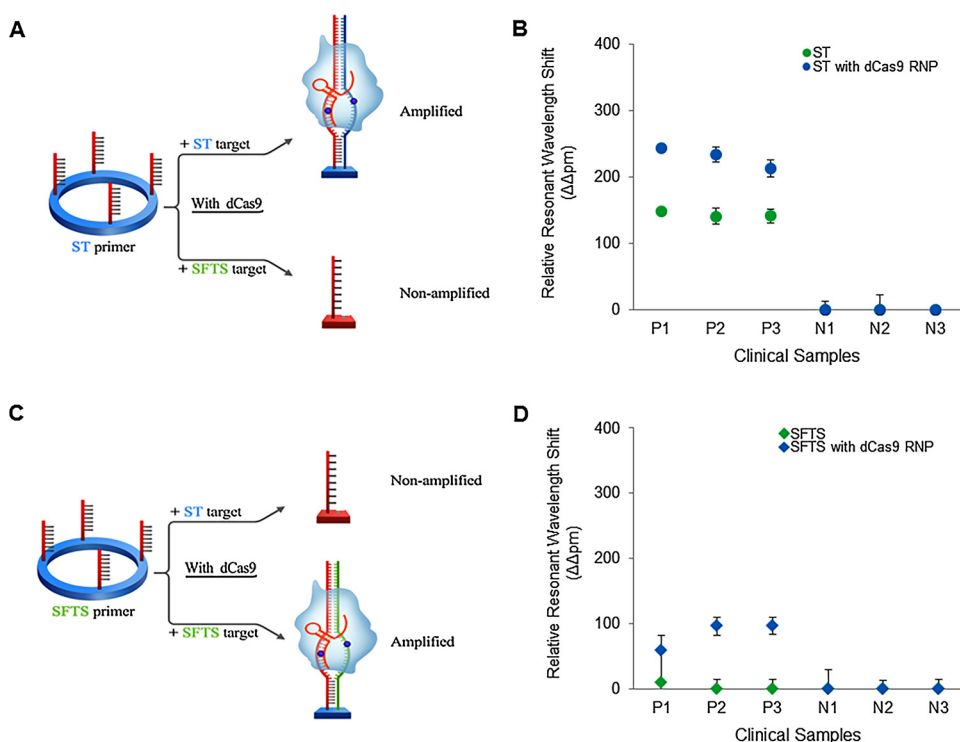 A
+ ST target
Amplified
With dCas9
ST primer
+ SFTS target
Non-amplified
B
400
300
200
100
0
ST
ST with dCas9 RNP
Relative Resonant Wavelength Shift
(ΔΔpm)
P1 P2 P3 N1 N2 N3
Clinical Samples
C
Non-amplified
+ ST target
With dCas9
SFTS primer
+ SFTS target
Amplified
D
400
300
200
100
0
SFTS
SFTS with dCas9 RNP
Relative Resonant Wavelength Shift
(ΔΔpm)
P1 P2 P3 N1 N2 N3
Clinical Samples